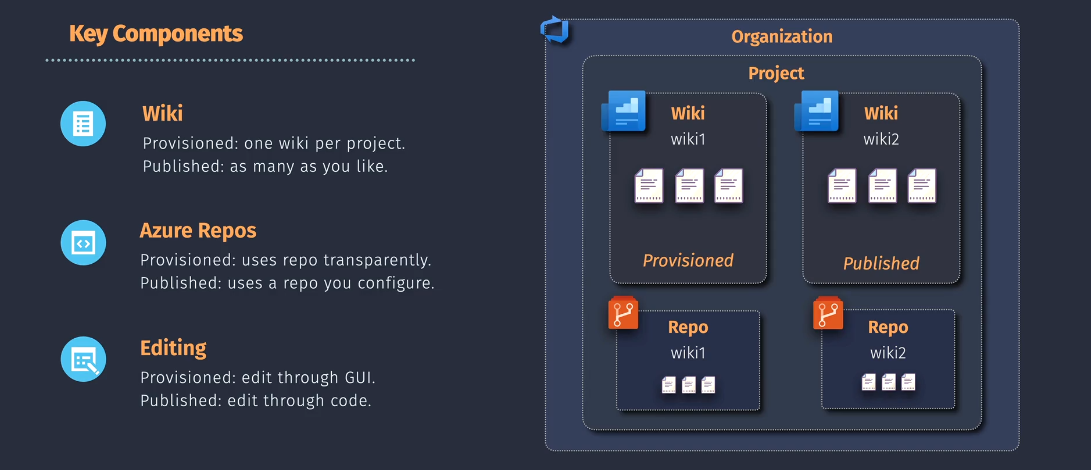 Key Components
Wiki
Provisioned: one wiki per project.
Published: as many as you like.
Azure Repos
Provisioned: uses repo transparently.
Published: uses a repo you configure.
Editing
Provisioned: edit through GUI.
Published: edit through code.
Organization
Project
Wiki
wiki1
Provisioned
Wiki
wiki2
Published
Repo
wiki1
Repo
wiki2